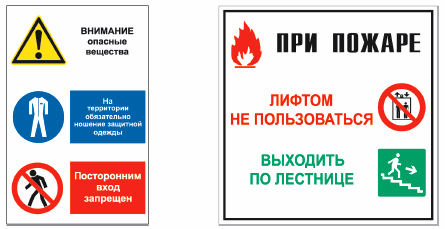 ВНИМАНИЕ
опасные
вещества
На
территории
обязательно
ношение защитной
одежды
Посторонним
вход
запрещен
ПРИ ПОЖАРЕ
ЛИФТОМ
НЕ ПОЛЬЗОВАТЬСЯ
ВЫХОДИТЬ
ПО ЛЕСТНИЦЕ